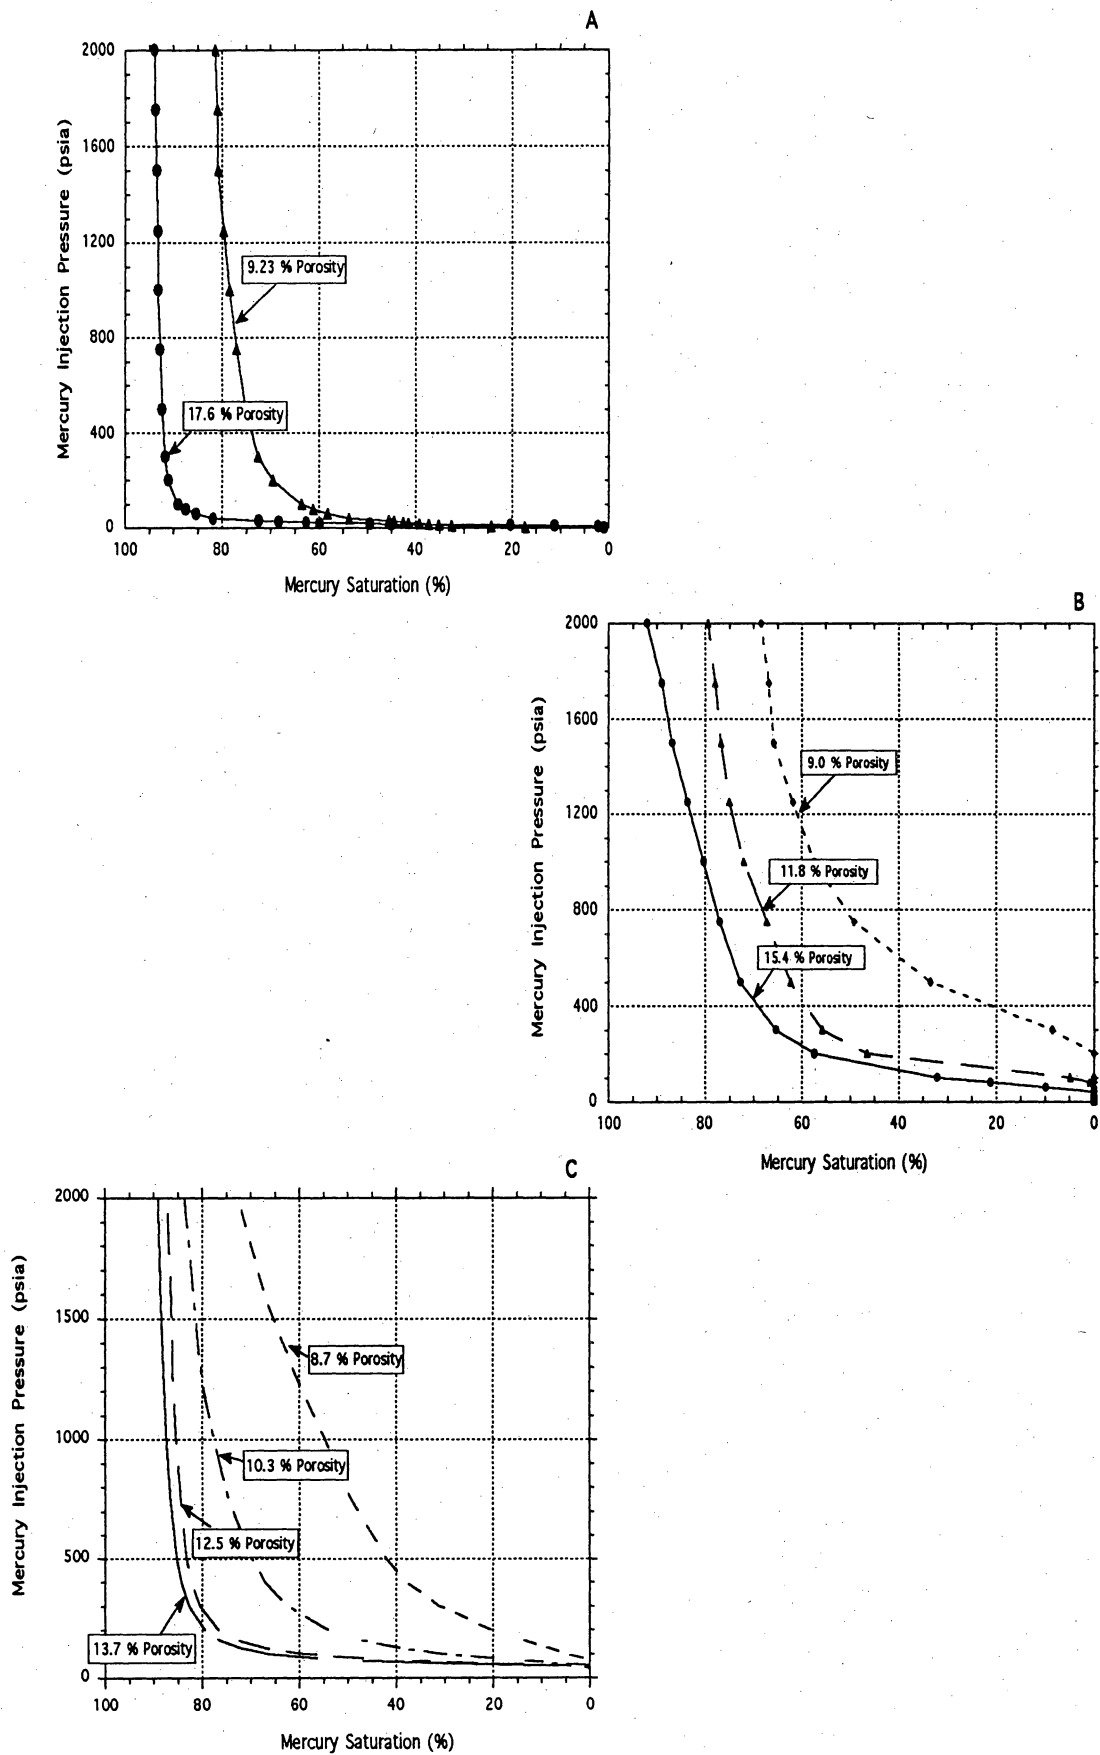 A
2000
1600
1200
800
400
0
Mercury Injection Pressure (psia)
9.23 % Porosity
17.6 % Porosity
100 80 60 40 20 0
Mercury Saturation (%)
B
2000
1600
1200
800
400
0
Mercury Injection Pressure (psia)
9.0 % Porosity
11.8 % Porosity
15.4 % Porosity
100 80 60 40 20 0
Mercury Saturation (%)
C
2000
1500
1000
500
0
Mercury Injection Pressure (psia)
8.7 % Porosity
10.3 % Porosity
12.5 % Porosity
13.7 % Porosity
100 80 60 40 20 0
Mercury Saturation (%)